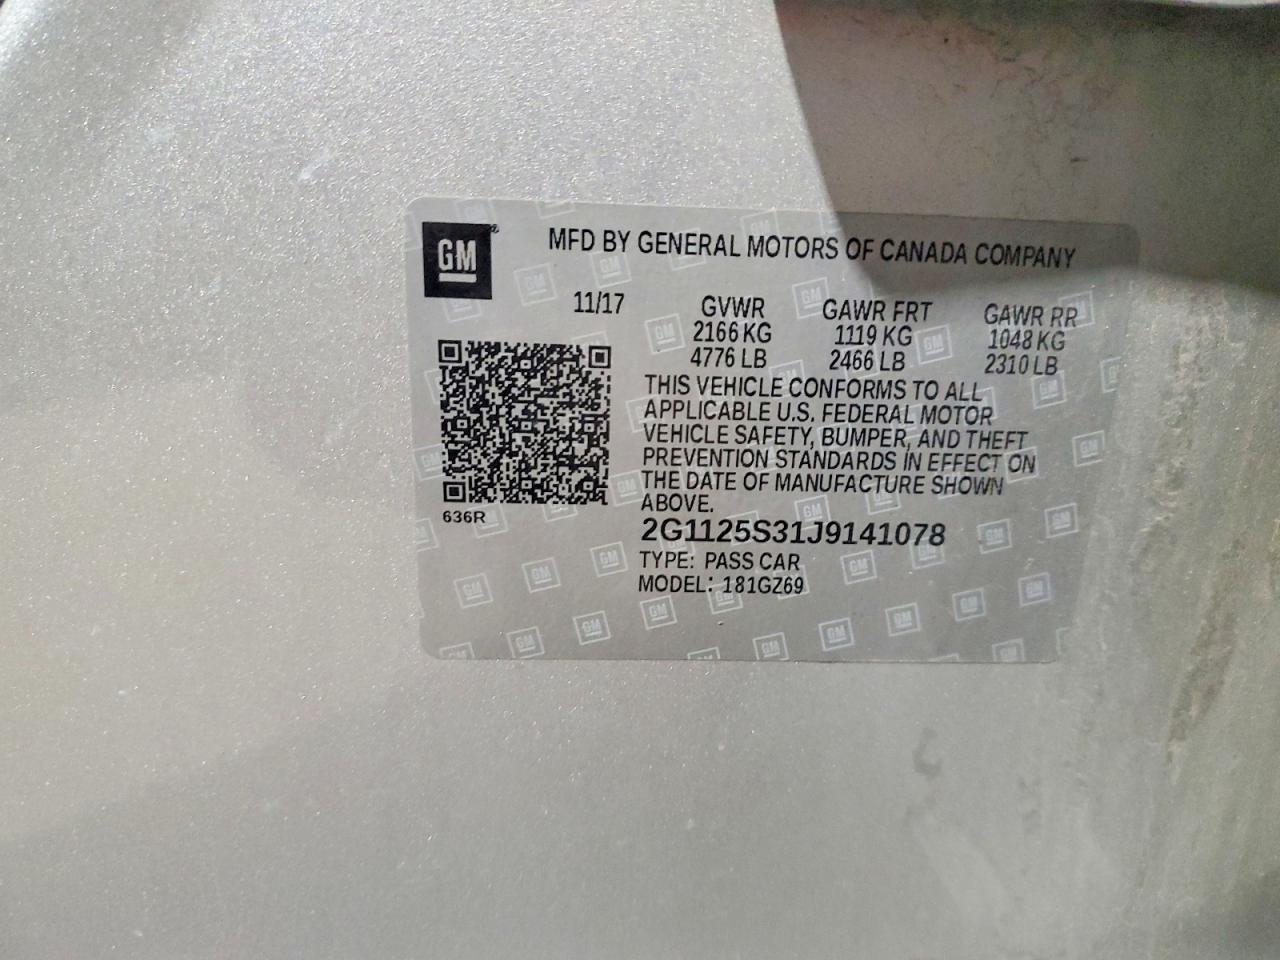 GM
MFD BY GENERAL MOTORS OF CANADA COMPANY
11/17 GVWR GAWR FRT GAWR RR
2166 KG 1119 KG 1048 KG
4776 LB 2466 LB 2310 LB
THIS VEHICLE CONFORMS TO ALL
APPLICABLE U.S. FEDERAL MOTOR
VEHICLE SAFETY, BUMPER, AND THEFT
PREVENTION STANDARDS IN EFFECT ON
THE DATE OF MANUFACTURE SHOWN
ABOVE.
636R
2G1125S31J9141078
TYPE: PASS CAR
MODEL: 181GZ69